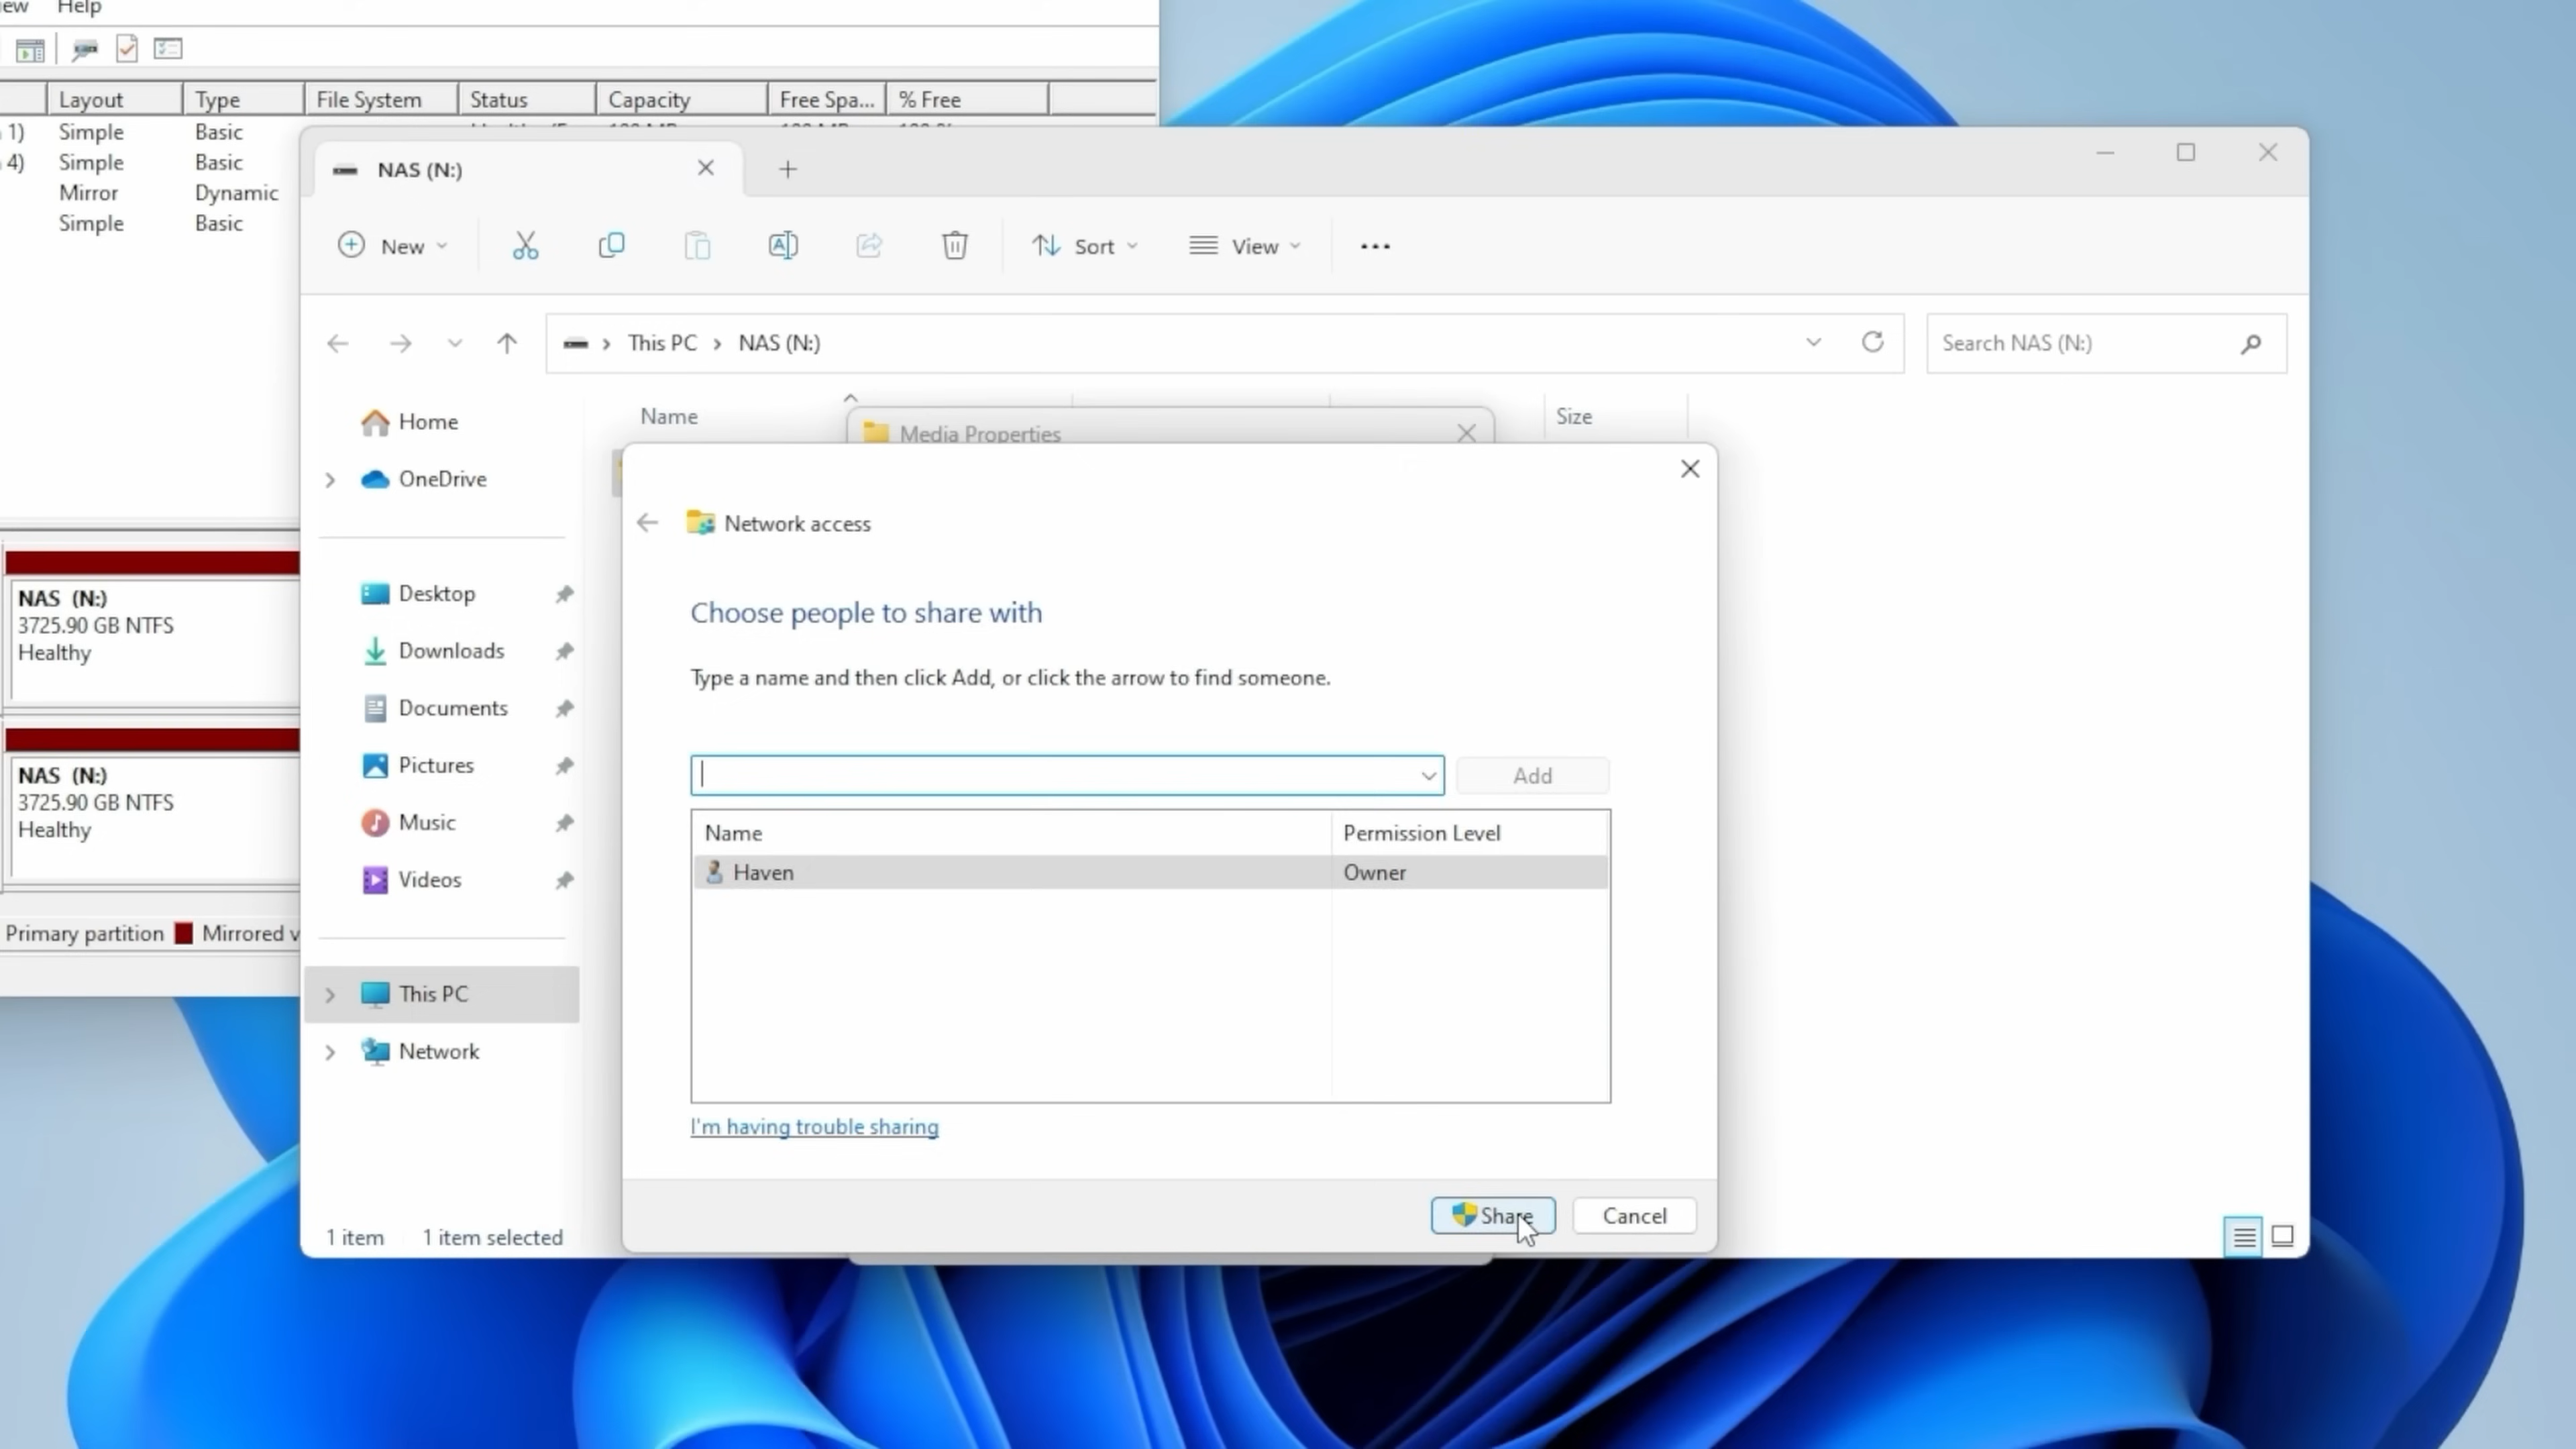 Help
Layout Type File System Status Capacity Free Spa... % Free
1) Simple Basic
4) Simple Basic
Mirror Dynamic
Simple Basic
NAS (N:)
3725.90 GB NTFS
Healthy
NAS (N:)
3725.90 GB NTFS
Healthy
Primary partition Mirrored v
NAS (N:)
New Sort View
This PC NAS (N:) Search NAS (N:)
Home
OneDrive
Desktop
Downloads
Documents
Pictures
Music
Videos
This PC
Network
1 item 1 item selected
Name Size
Media Properties
Network access
Choose people to share with
Type a name and then click Add, or click the arrow to find someone.
Add
Name Permission Level
Haven Owner
I'm having trouble sharing
Share Cancel